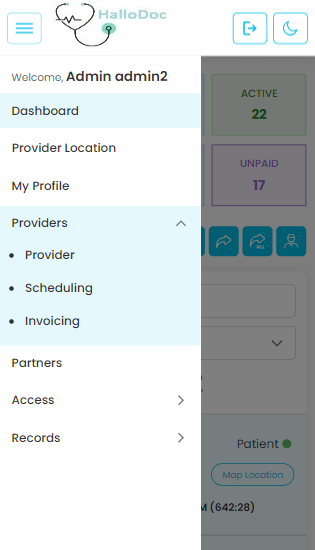 HalloDoc
Welcome, Admin admin2
Dashboard
Provider Location
My Profile
Providers
• Provider
• Scheduling
• Invoicing
Partners
Access
Records
ACTIVE
22
UNPAID
17
ALL
Patient
Map Location
M (642:28)